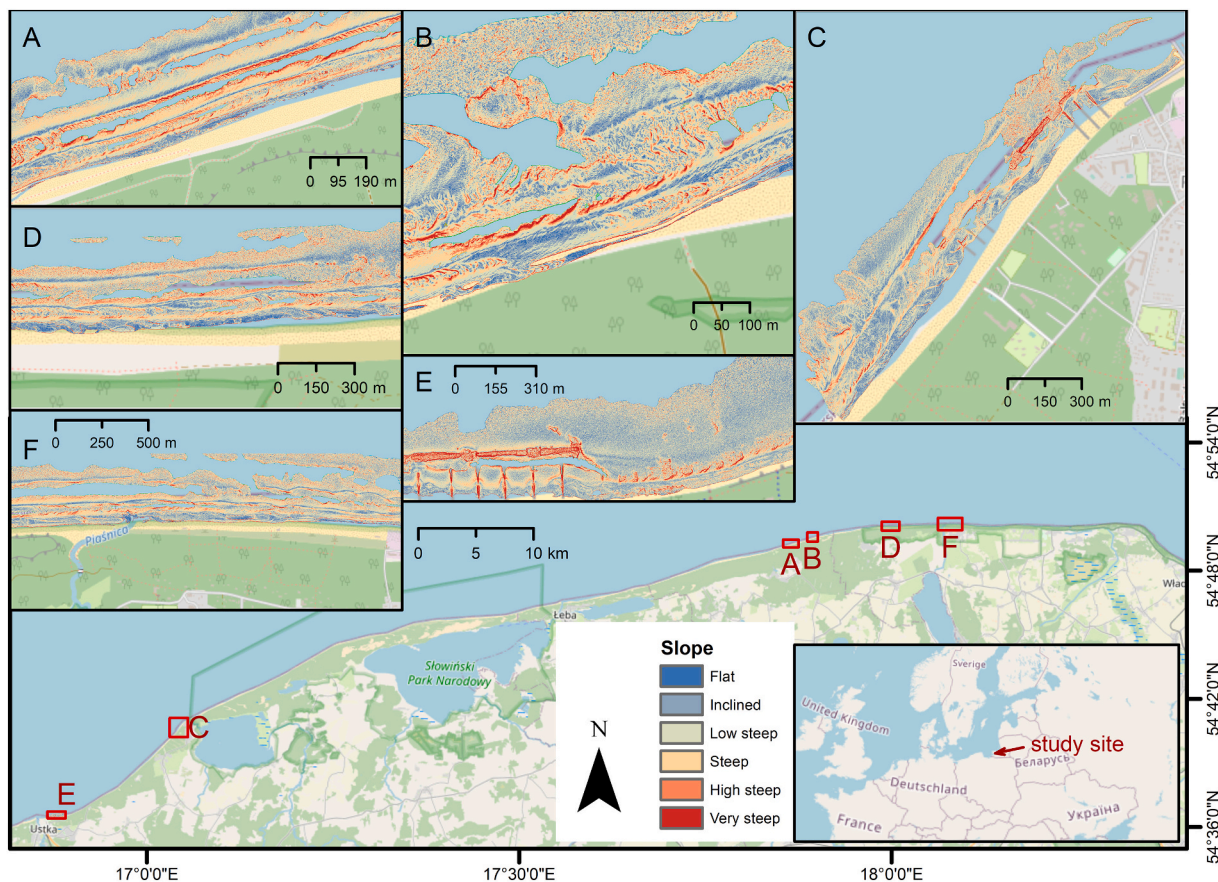 A
0 95 190 m
B
0 50 100 m
C
0 150 300 m
D
0 150 300 m
E
0 155 310 m
F
0 250 500 m
Piaśnica
0 5 10 km
A
B
D
F
C
E
Łeba
Słowiński
Park Narodowy
Ustka
Wład
Slope
Flat
Inclined
Low steep
Steep
High steep
Very steep
N
Sverige
United Kingdom
study site
Беларусь
Deutschland
Україна
France
54°54'0"N
54°48'0"N
54°42'0"N
54°36'0"N
17°0'0"E
17°30'0"E
18°0'0"E